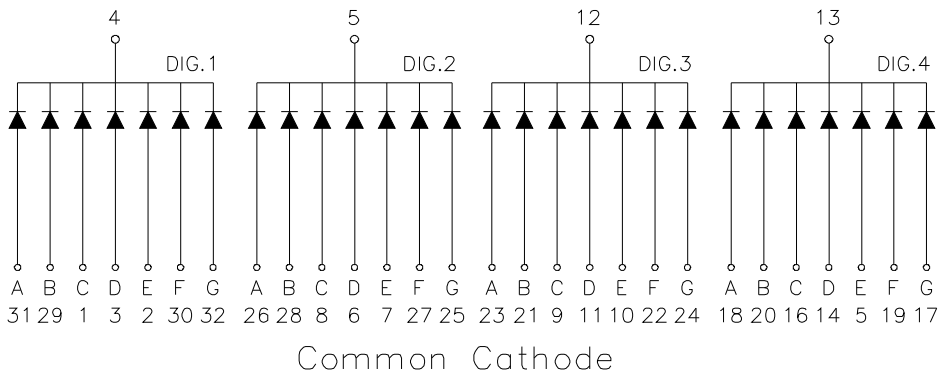 4 5 12 13
DIG.1 DIG.2 DIG.3 DIG.4
A B C D E F G A B C D E F G A B C D E F G A B C D E F G
31 29 1 3 2 30 32 26 28 8 6 7 27 25 23 21 9 11 10 22 24 18 20 16 14 5 19 17
Common Cathode